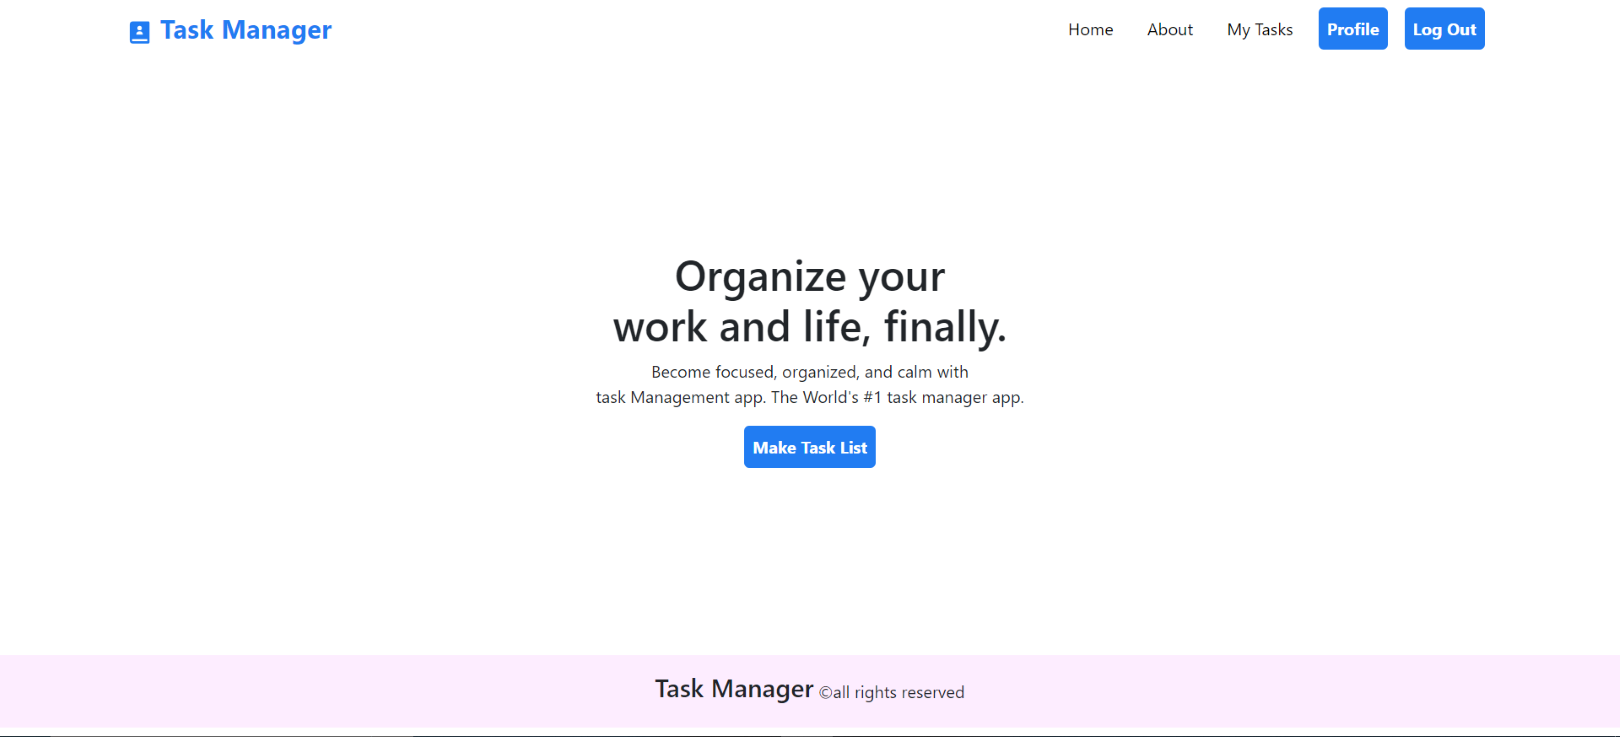 Task Manager
Home About My Tasks Profile Log Out
Organize your
work and life, finally.
Become focused, organized, and calm with
task Management app. The World's #1 task manager app.
Make Task List
Task Manager ©all rights reserved